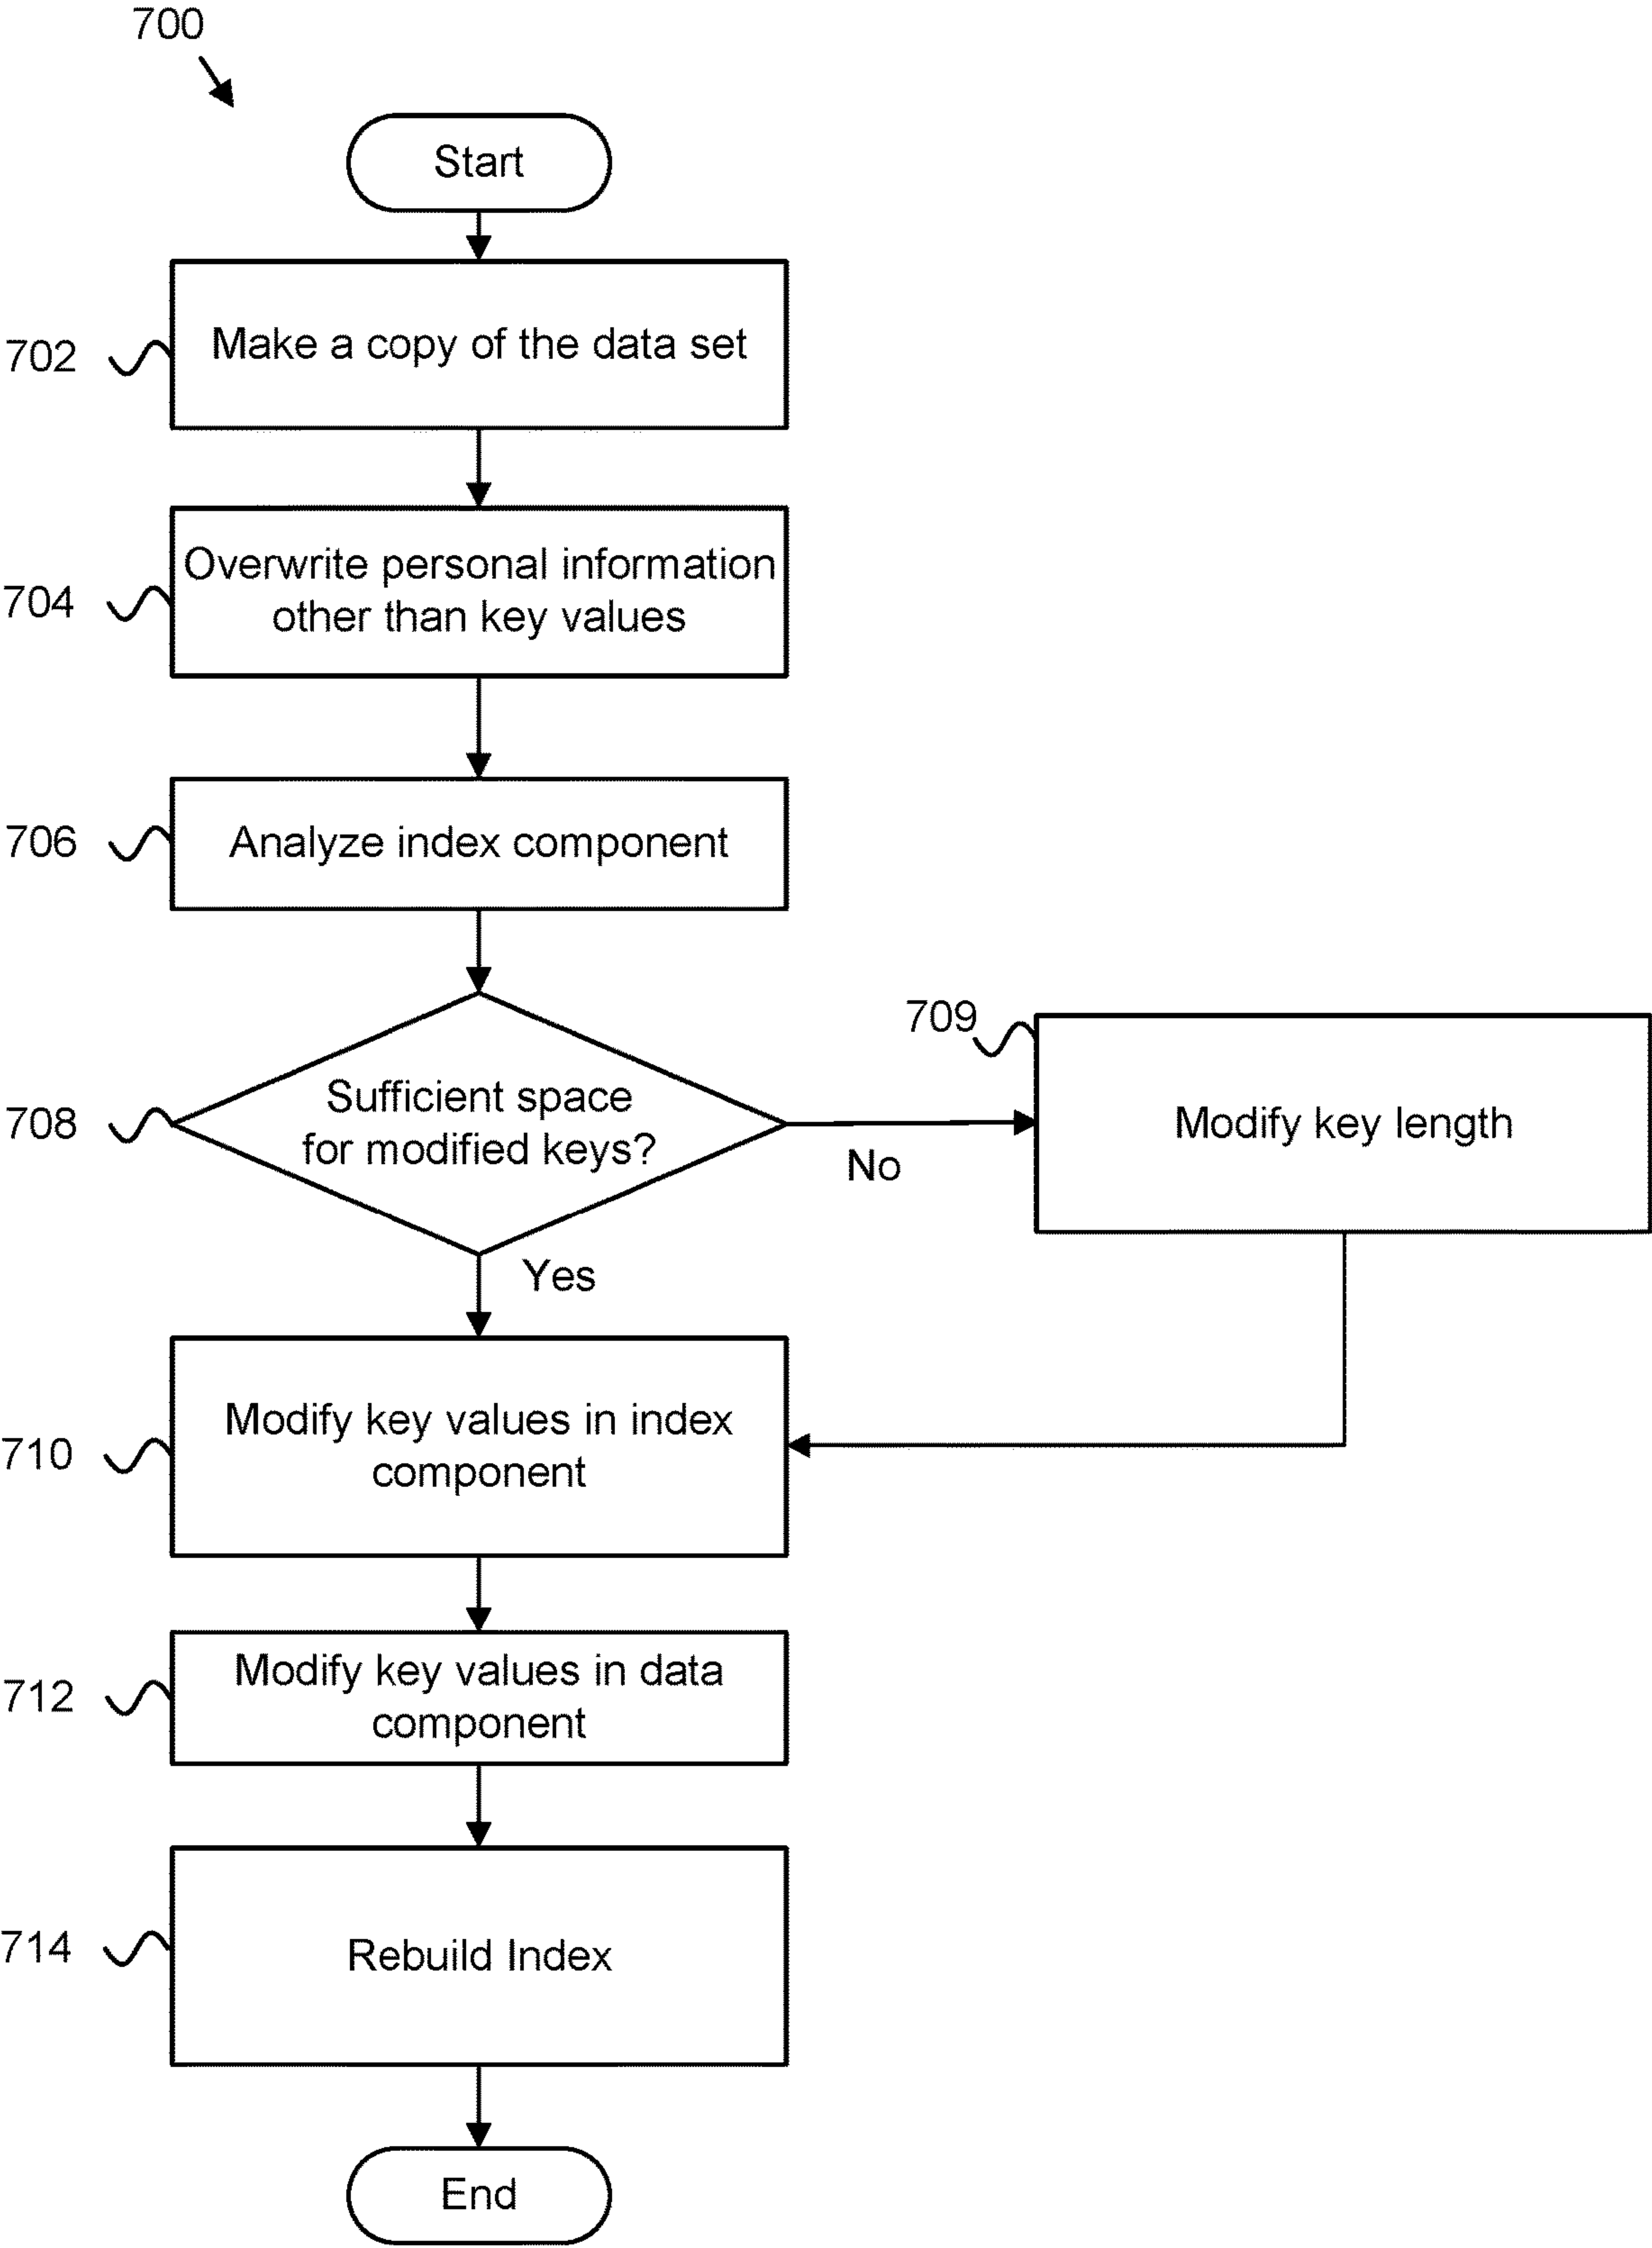 700
Start
702
Make a copy of the data set
704
Overwrite personal information
other than key values
706
Analyze index component
708
Sufficient space
for modified keys?
No
709
Modify key length
Yes
710
Modify key values in index
component
712
Modify key values in data
component
714
Rebuild Index
End